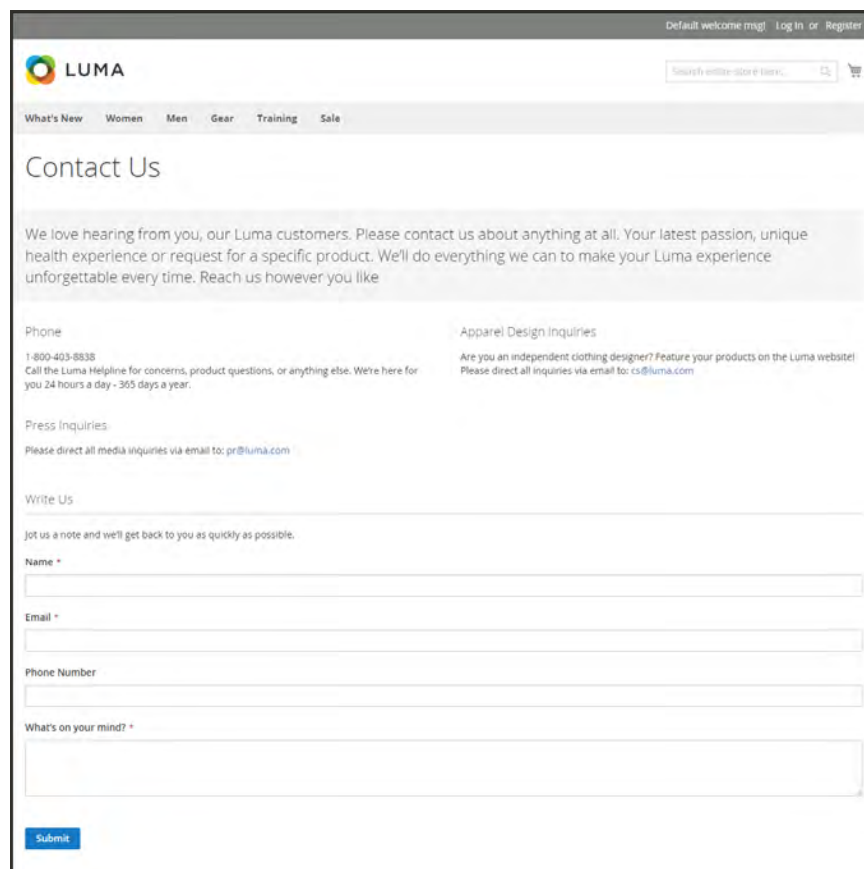 Default welcome msg! Log In or Register
LUMA
Search entire store here...
What's New Women Men Gear Training Sale
Contact Us
We love hearing from you, our Luma customers. Please contact us about anything at all. Your latest passion, unique
health experience or request for a specific product. We'll do everything we can to make your Luma experience
unforgettable every time. Reach us however you like
Phone
1-800-403-8838
Call the Luma Helpline for concerns, product questions, or anything else. We're here for
you 24 hours a day - 365 days a year.
Apparel Design Inquiries
Are you an independent clothing designer? Feature your products on the Luma website!
Please direct all inquiries via email to: cs@luma.com
Press Inquiries
Please direct all media inquiries via email to: pr@luma.com
Write Us
Jot us a note and we'll get back to you as quickly as possible.
Name *
Email *
Phone Number
What's on your mind? *
Submit